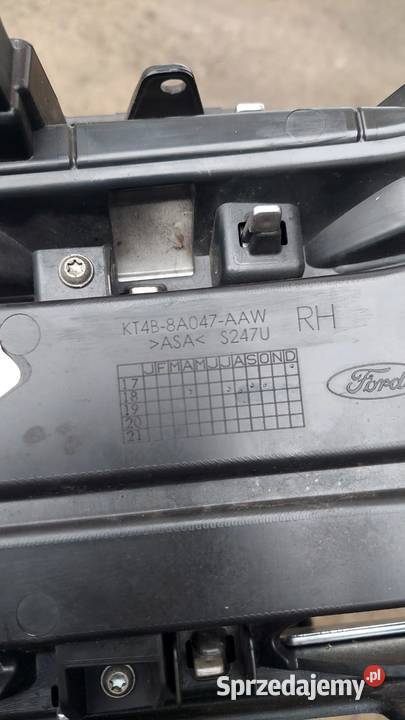 KT4B-8A047-AAW RH
>ASA< S247U
J F M A M J J A S O N D
17
18
19
20
21
Ford
Sprzedajemy.pl